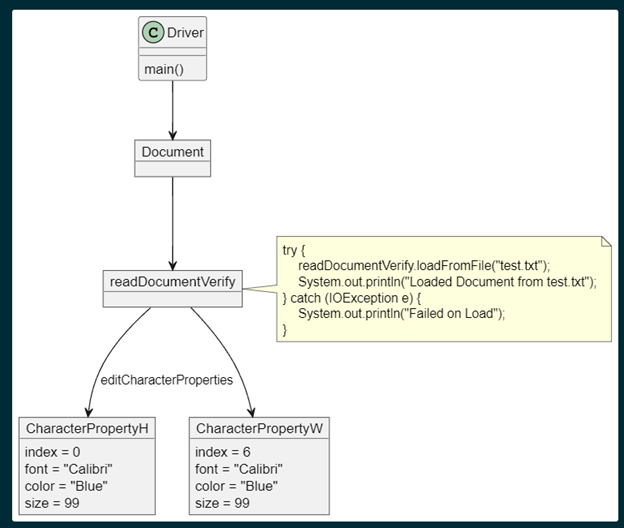 C Driver
main()
Document
readDocumentVerify
try {
readDocumentVerify.loadFromFile("test.txt");
System.out.println("Loaded Document from test.txt");
} catch (IOException e) {
System.out.println("Failed on Load");
}
editCharacterProperties
CharacterPropertyH
index = 0
font = "Calibri"
color = "Blue"
size = 99
CharacterPropertyW
index = 6
font = "Calibri"
color = "Blue"
size = 99